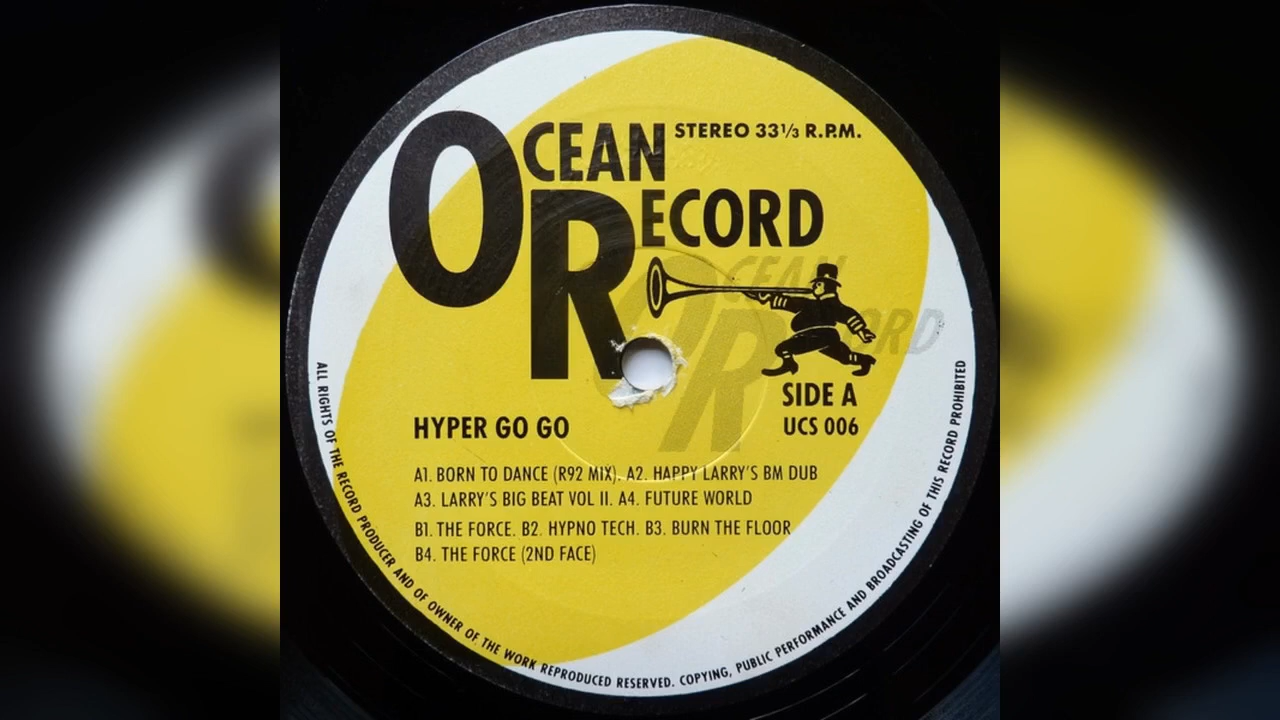 OCEAN
STEREO 33⅓ R.P.M.
RECORD
OCEAN
RECORD
SIDE A
UCS 006
HYPER GO GO
A1. BORN TO DANCE (R92 MIX). A2. HAPPY LARRY'S BM DUB
A3. LARRY'S BIG BEAT VOL II. A4. FUTURE WORLD
B1. THE FORCE. B2. HYPNO TECH. B3. BURN THE FLOOR
B4. THE FORCE (2ND FACE)
ALL RIGHTS OF THE RECORD PRODUCER AND OF OWNER OF THE WORK REPRODUCED RESERVED. COPYING, PUBLIC PERFORMANCE AND BROADCASTING OF THIS RECORD PROHIBITED